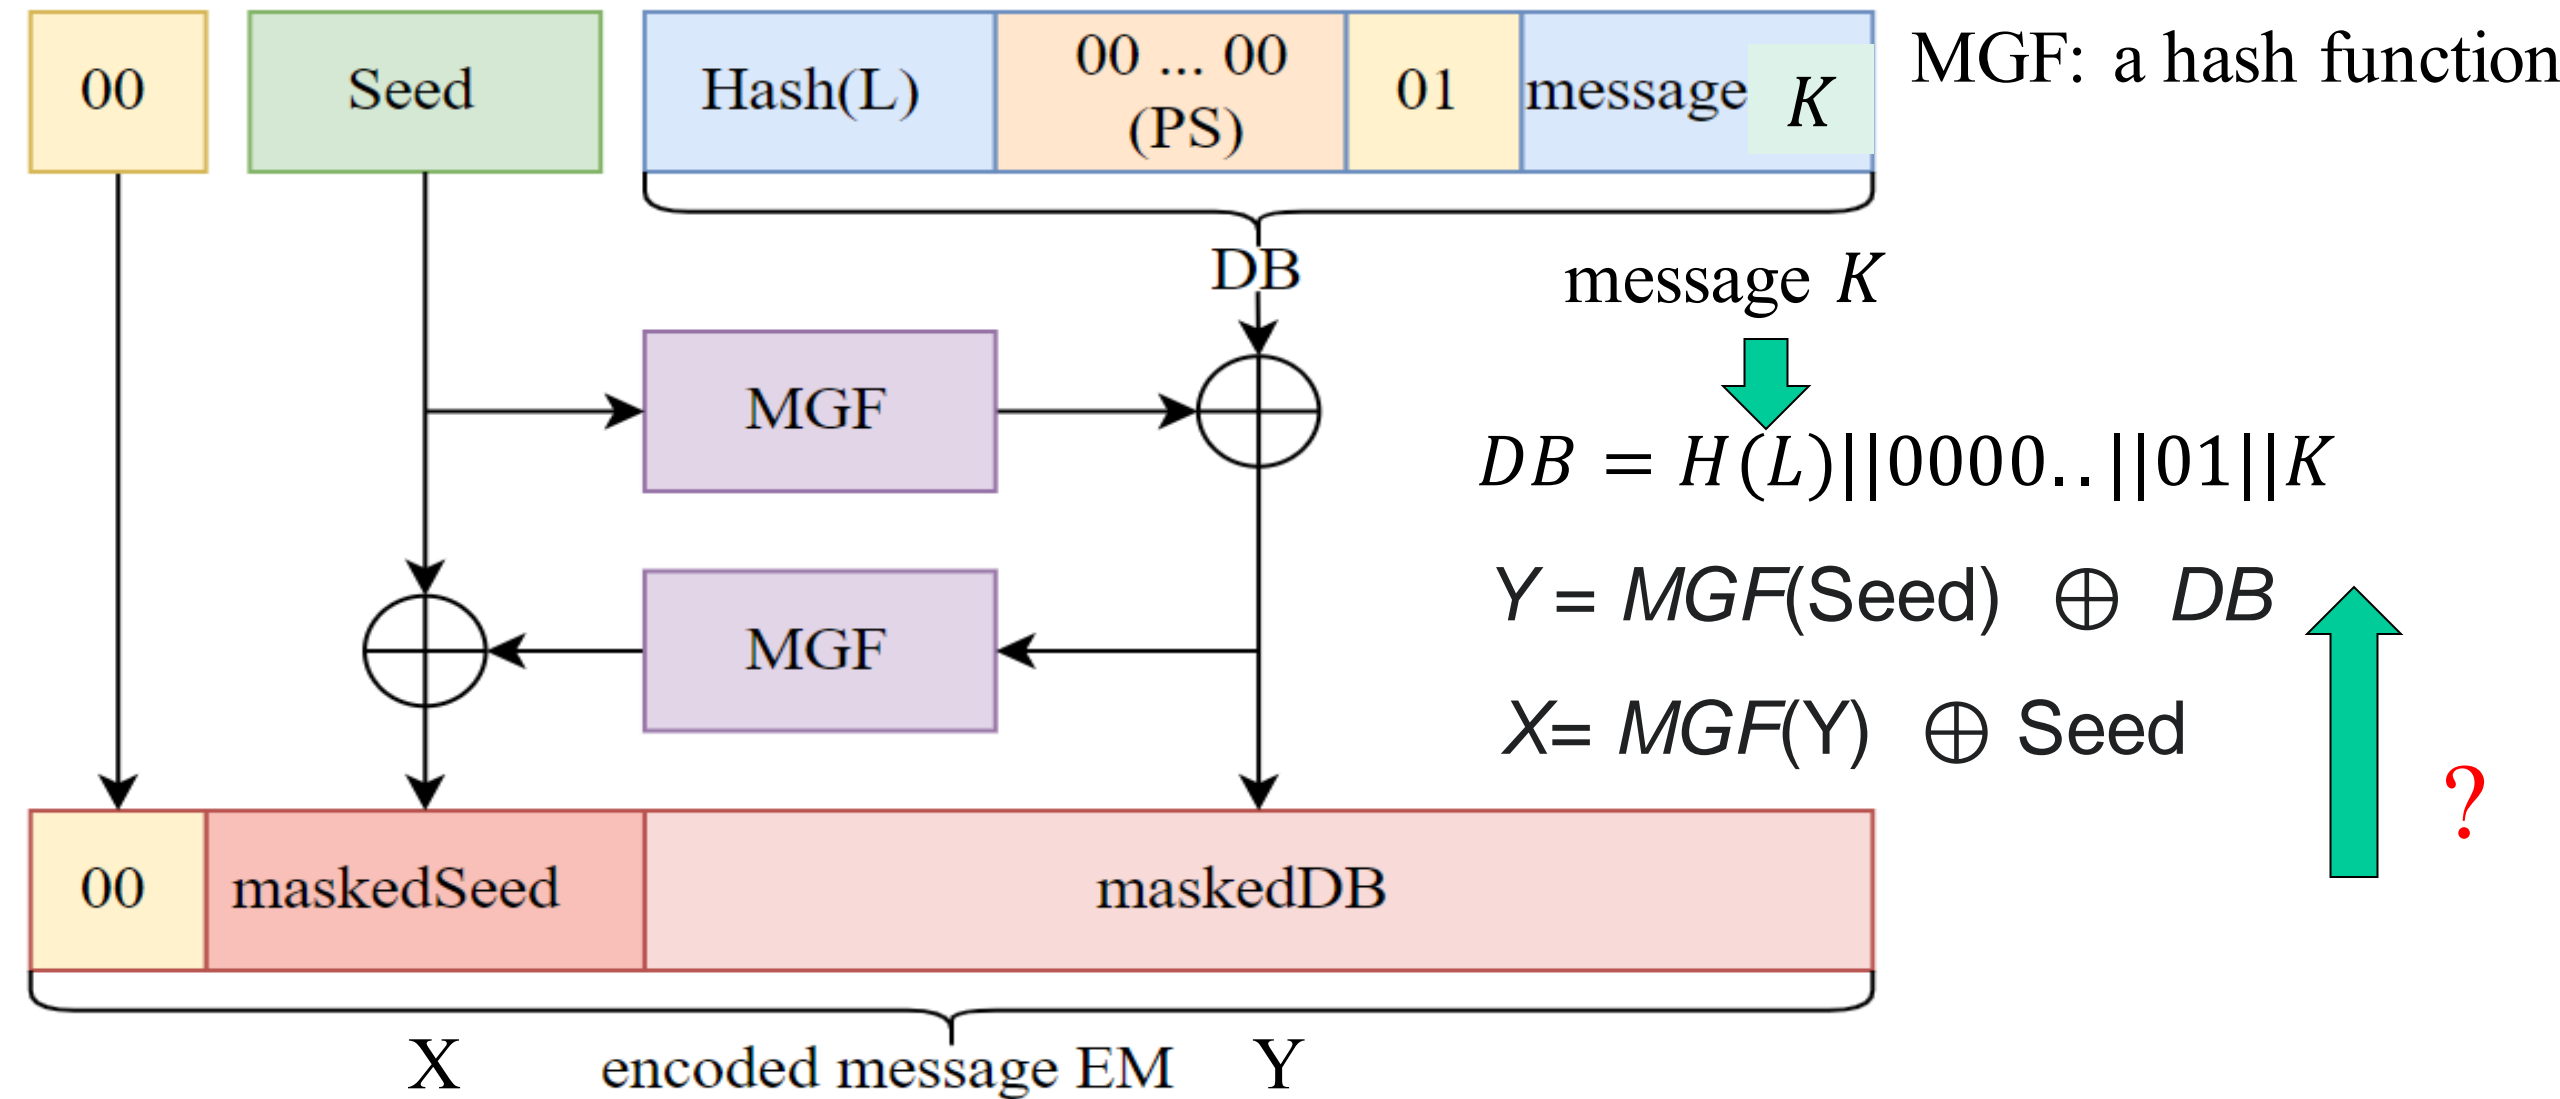 00
Seed
Hash(L)
00 ... 00
(PS)
01
message K
MGF: a hash function
DB
message K
MGF
DB = H(L)||0000..||01||K
Y = MGF(Seed) ⊕ DB
MGF
X= MGF(Y) ⊕ Seed
?
00
maskedSeed
maskedDB
X
encoded message EM
Y